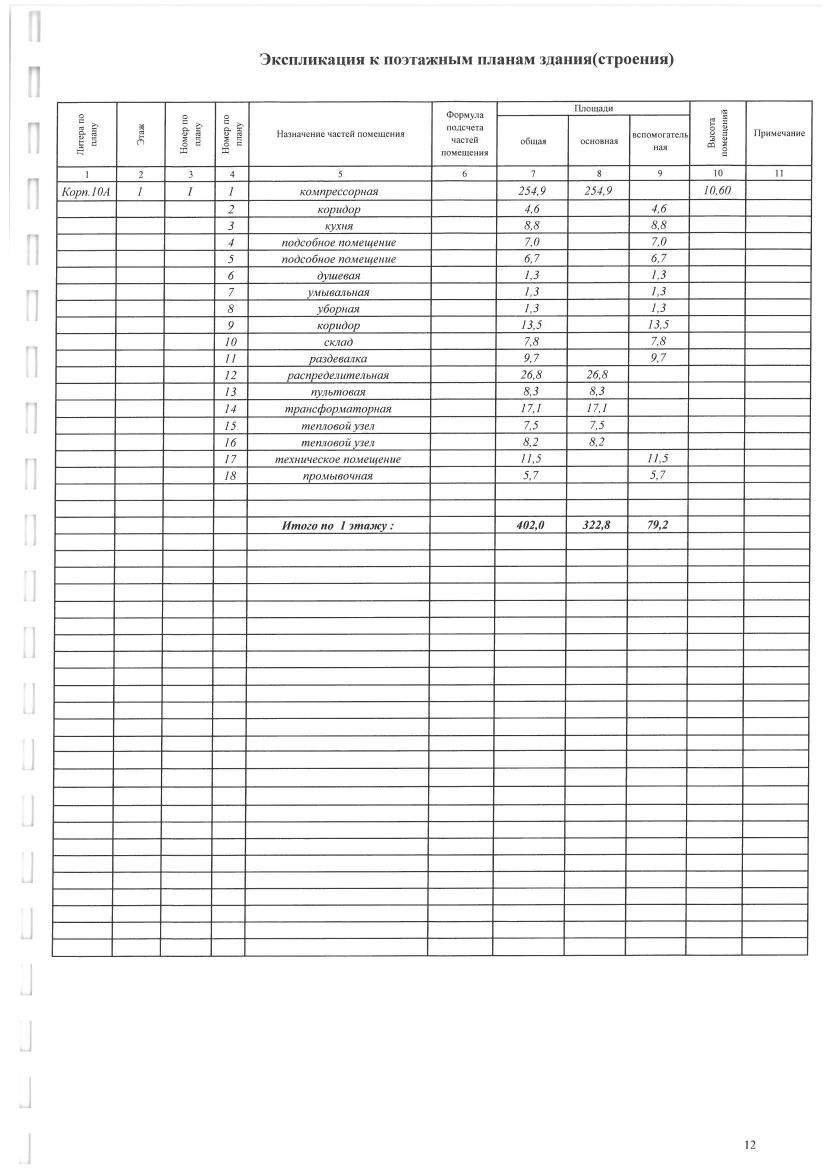 Экспликация к поэтажным планам здания(строения)
Литера по плану Этаж Номер по плану Номер по плану Назначение частей помещения Формула подсчета частей помещения Площади общая основная вспомогательная Высота помещений Примечание
1 2 3 4 5 6 7 8 9 10 11
Корп.10А 1 I 1 компрессорная 254,9 254,9 10,60
2 коридор 4,6 4,6
3 кухня 8,8 8,8
4 подсобное помещение 7,0 7,0
5 подсобное помещение 6,7 6,7
6 душевая 1,3 1,3
7 умывальная 1,3 1,3
8 уборная 1,3 1,3
9 коридор 13,5 13,5
10 склад 7,8 7,8
11 раздевалка 9,7 9,7
12 распределительная 26,8 26,8
13 пультовая 8,3 8,3
14 трансформаторная 17,1 17,1
15 тепловой узел 7,5 7,5
16 тепловой узел 8,2 8,2
17 техническое помещение 11,5 11,5
18 промывочная 5,7 5,7
Итого по 1 этажу : 402,0 322,8 79,2
12